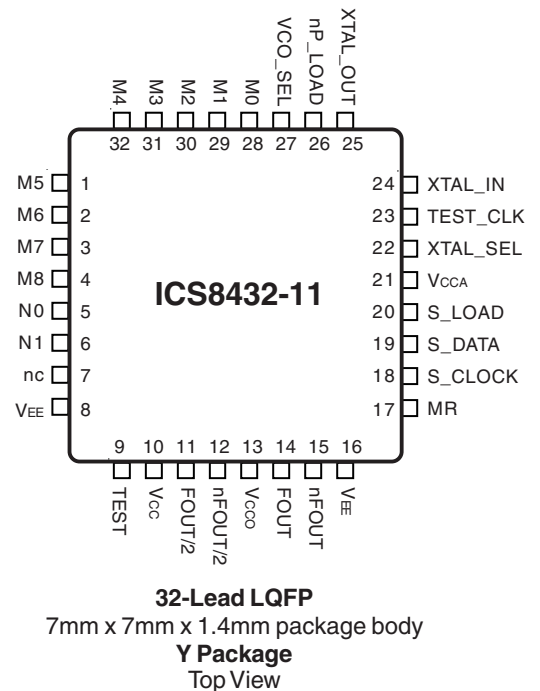 M4 M3 M2 M1 M0 VCO_SEL nP_LOAD XTAL_OUT
32 31 30 29 28 27 26 25
M5 1 24 XTAL_IN
M6 2 23 TEST_CLK
M7 3 22 XTAL_SEL
M8 4 21 VCCA
ICS8432-11
N0 5 20 S_LOAD
N1 6 19 S_DATA
nc 7 18 S_CLOCK
VEE 8 17 MR
9 10 11 12 13 14 15 16
TEST VCC FOUT/2 nFOUT/2 VCCO FOUT nFOUT VEE
32-Lead LQFP
7mm x 7mm x 1.4mm package body
Y Package
Top View